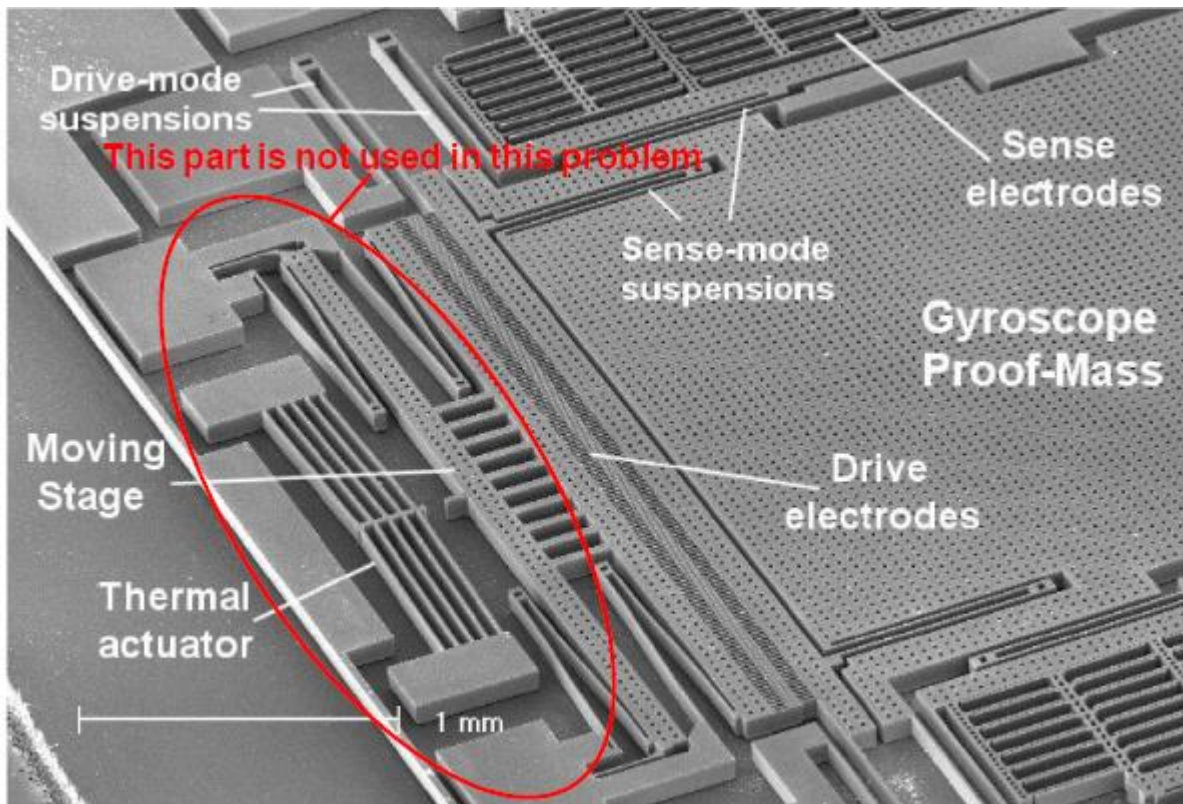 Drive-mode
suspensions
This part is not used in this problem
Sense
electrodes
Sense-mode
suspensions
Gyroscope
Proof-Mass
Moving
Stage
Drive
electrodes
Thermal
actuator
1 mm